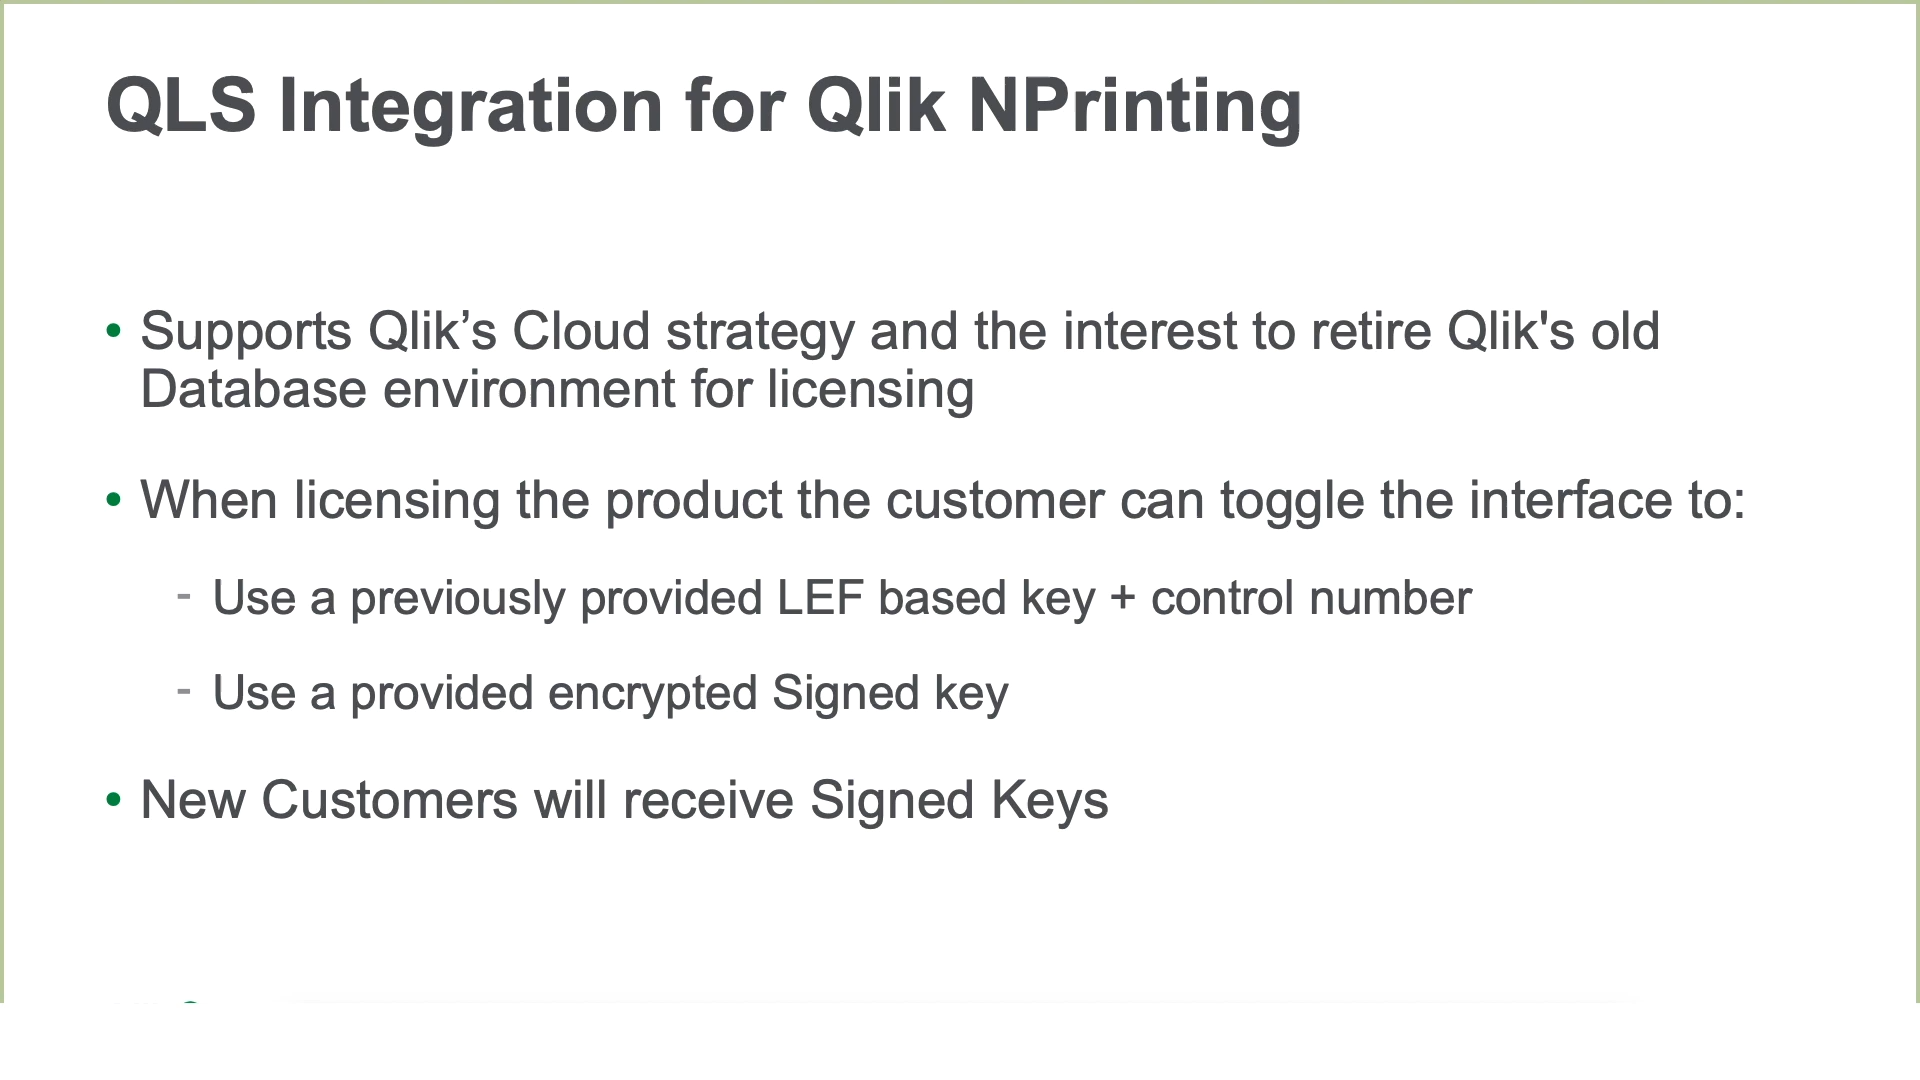 QLS Integration for Qlik NPrinting
• Supports Qlik’s Cloud strategy and the interest to retire Qlik's old
Database environment for licensing
• When licensing the product the customer can toggle the interface to:
- Use a previously provided LEF based key + control number
- Use a provided encrypted Signed key
• New Customers will receive Signed Keys